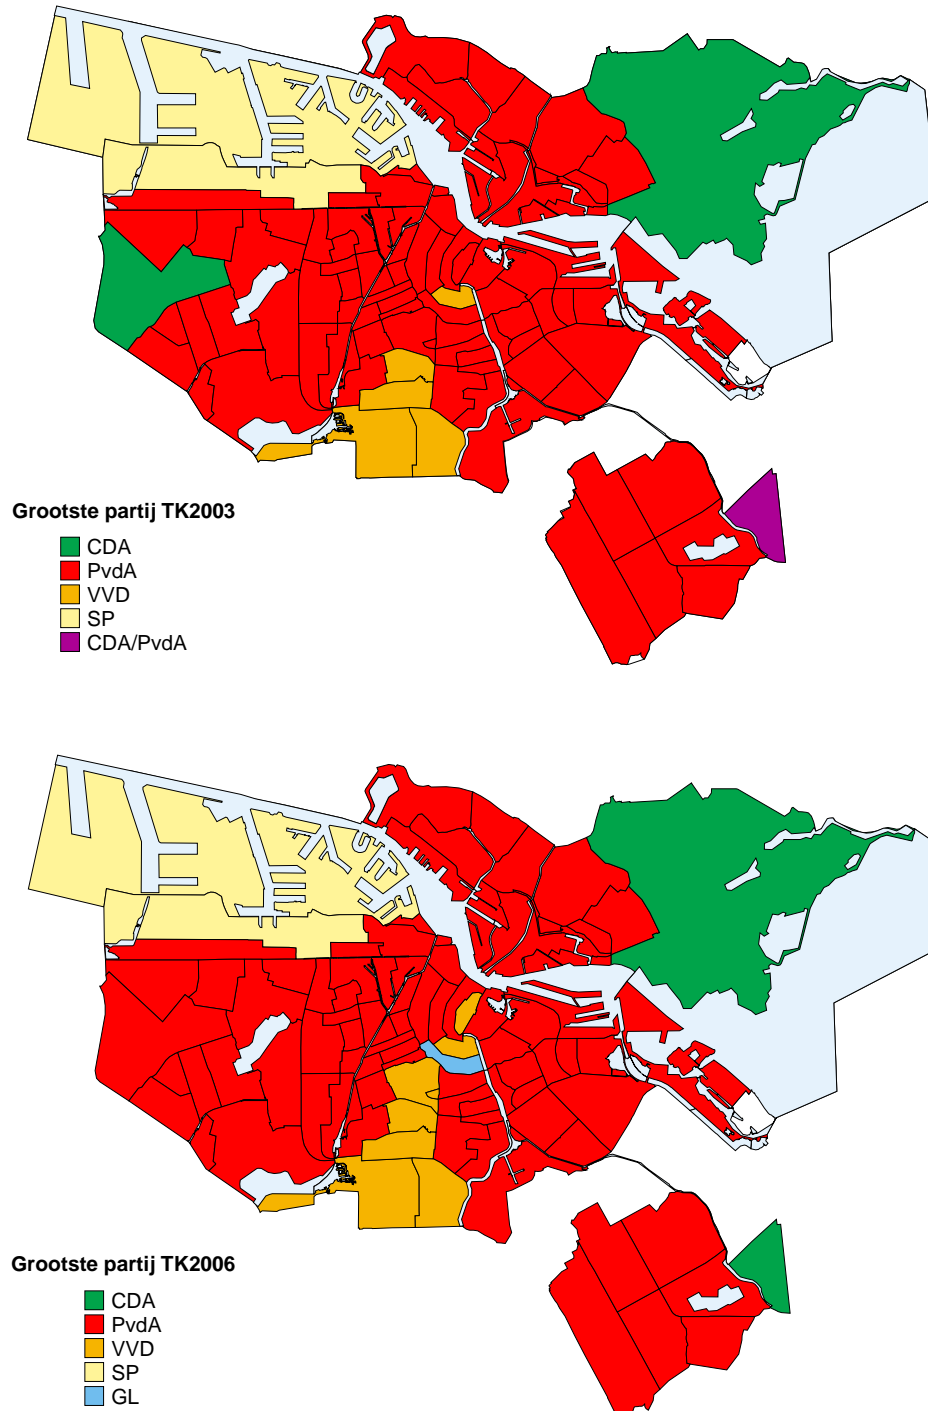 Grootste partij TK2003
CDA
PvdA
VVD
SP
CDA/PvdA
Grootste partij TK2006
CDA
PvdA
VVD
SP
GL